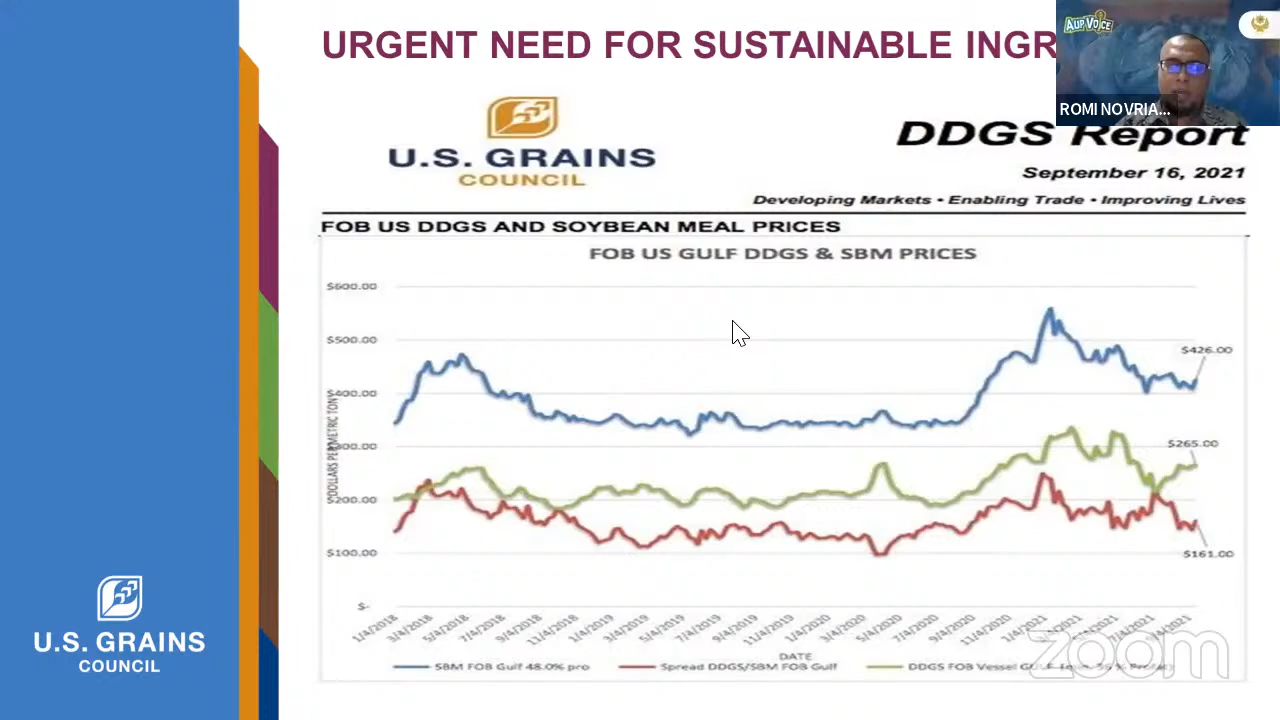 URGENT NEED FOR SUSTAINABLE INGR
AUPVOICE
ROMI NOVRIA...
U.S. GRAINS
COUNCIL
DDGS Report
September 16, 2021
Developing Markets • Enabling Trade • Improving Lives
FOB US DDGS AND SOYBEAN MEAL PRICES
FOB US GULF DDGS & SBM PRICES
$600.00
$500.00
$400.00
$300.00
$200.00
$100.00
$-
DOLLARS PER METRIC TON
$426.00
$265.00
$161.00
1/4/2018
3/4/2018
5/4/2018
7/4/2018
9/4/2018
11/4/2018
1/4/2019
3/4/2019
5/4/2019
7/4/2019
9/4/2019
11/4/2019
1/4/2020
3/4/2020
5/4/2020
7/4/2020
9/4/2020
11/4/2020
1/4/2021
7/4/2021
DATE
SBM FOB Gulf 48.0% pro
Spread DDGS/SBM FOB Gulf
DDGS FOB Vessel
zoom
U.S. GRAINS
COUNCIL